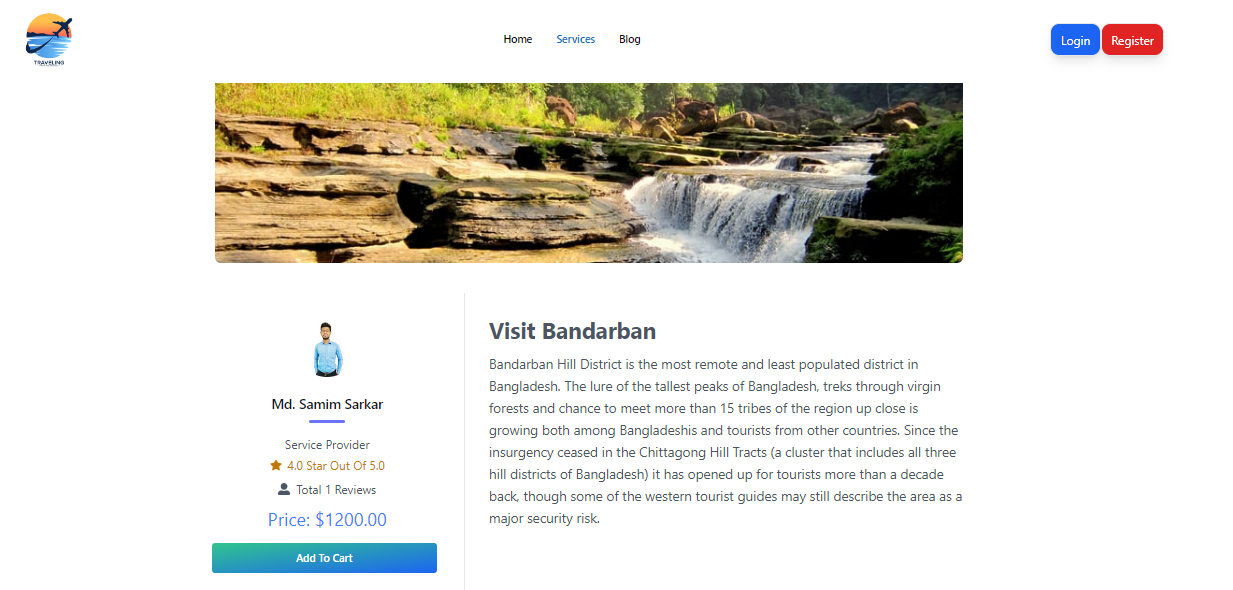 TRAVELING
Home
Services
Blog
Login
Register
Md. Samim Sarkar
Service Provider
4.0 Star Out Of 5.0
Total 1 Reviews
Price: $1200.00
Add To Cart
Visit Bandarban
Bandarban Hill District is the most remote and least populated district in
Bangladesh. The lure of the tallest peaks of Bangladesh, treks through virgin
forests and chance to meet more than 15 tribes of the region up close is
growing both among Bangladeshis and tourists from other countries. Since the
insurgency ceased in the Chittagong Hill Tracts (a cluster that includes all three
hill districts of Bangladesh) it has opened up for tourists more than a decade
back, though some of the western tourist guides may still describe the area as a
major security risk.